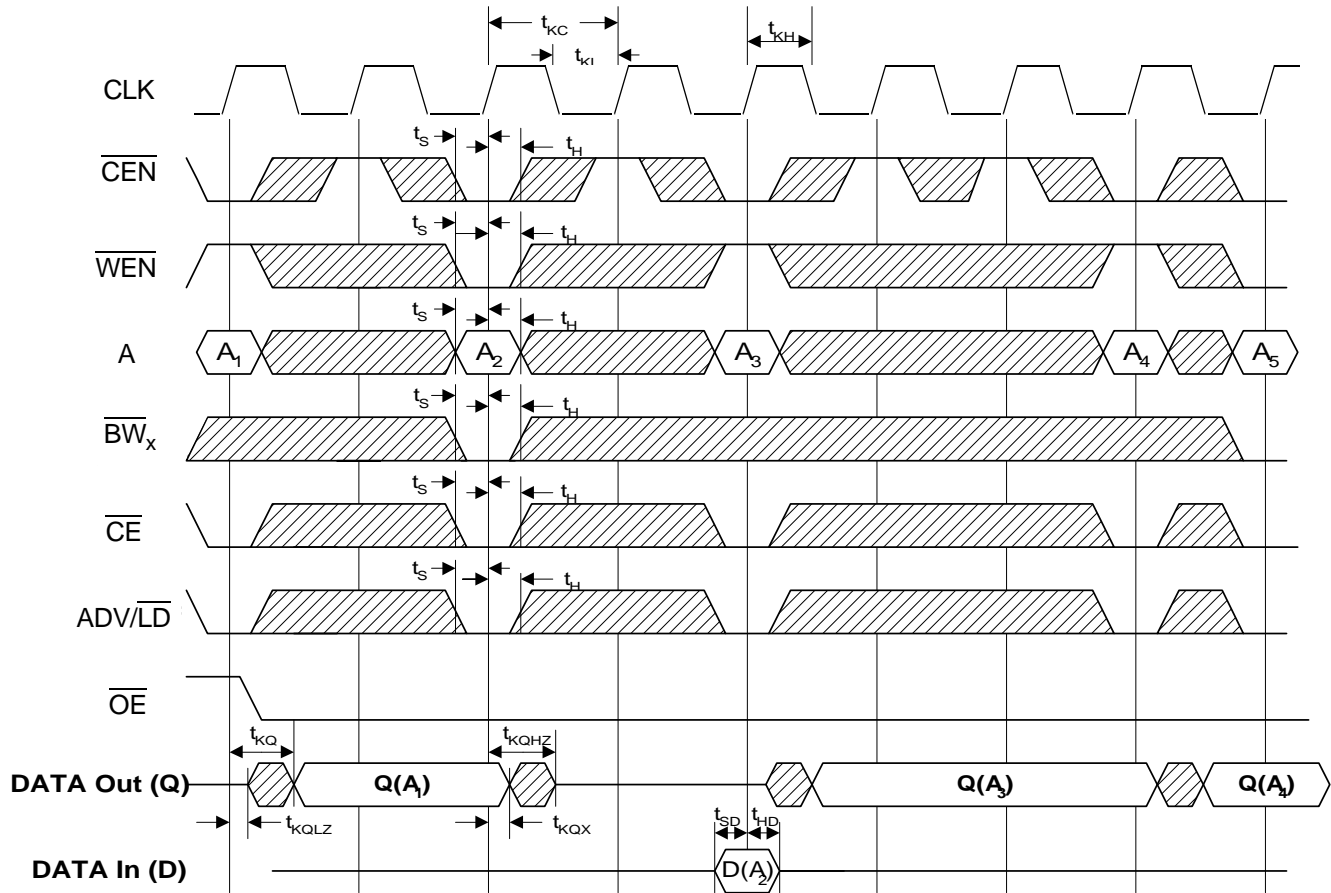 tKC
tKH
tKL
CLK
tS
tH
CEN
tS
tH
WEN
tS
tH
A
A1
A2
A3
A4
A5
tS
tH
BWx
tS
tH
CE
tS
tH
ADV/LD
OE
tKQ
tKQHZ
DATA Out (Q)
Q(A1)
Q(A3)
Q(A4)
tKQLZ
tKQX
tSD
tHD
DATA In (D)
D(A2)